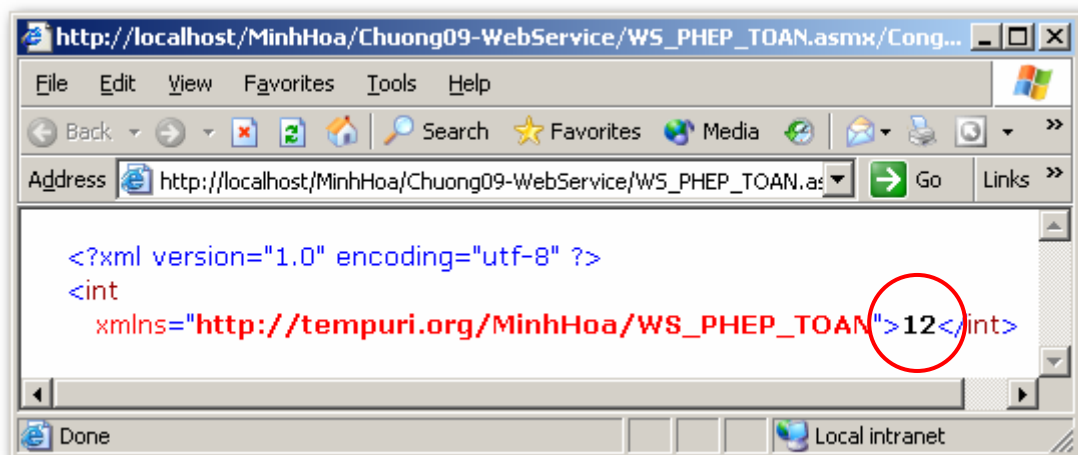 http://localhost/MinhHoa/Chuong09-WebService/WS_PHEP_TOAN.asmx/Cong...
File Edit View Favorites Tools Help
Back Search Favorites Media
Address http://localhost/MinhHoa/Chuong09-WebService/WS_PHEP_TOAN.as Go Links
<?xml version="1.0" encoding="utf-8" ?>
<int
xmlns="http://tempuri.org/MinhHoa/WS_PHEP_TOAN">12</int>
Done Local intranet